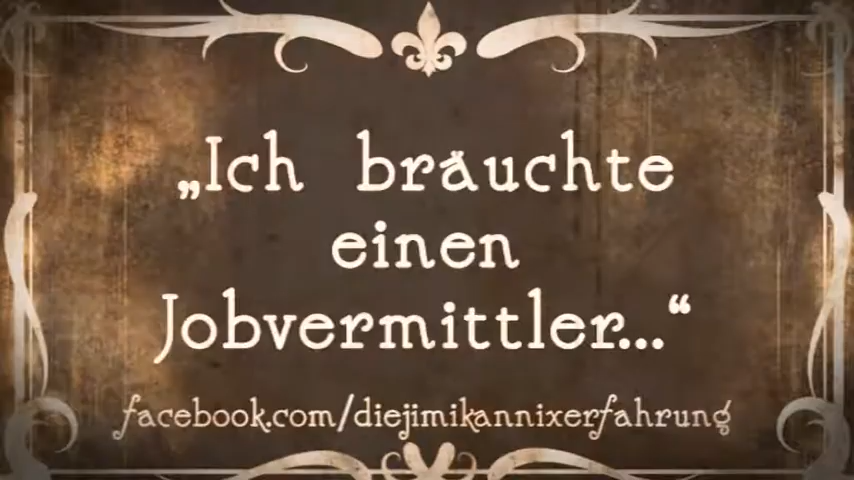 „Ich bräuchte
einen
Jobvermittler...“
facebook.com/diejimikannixerfahrung